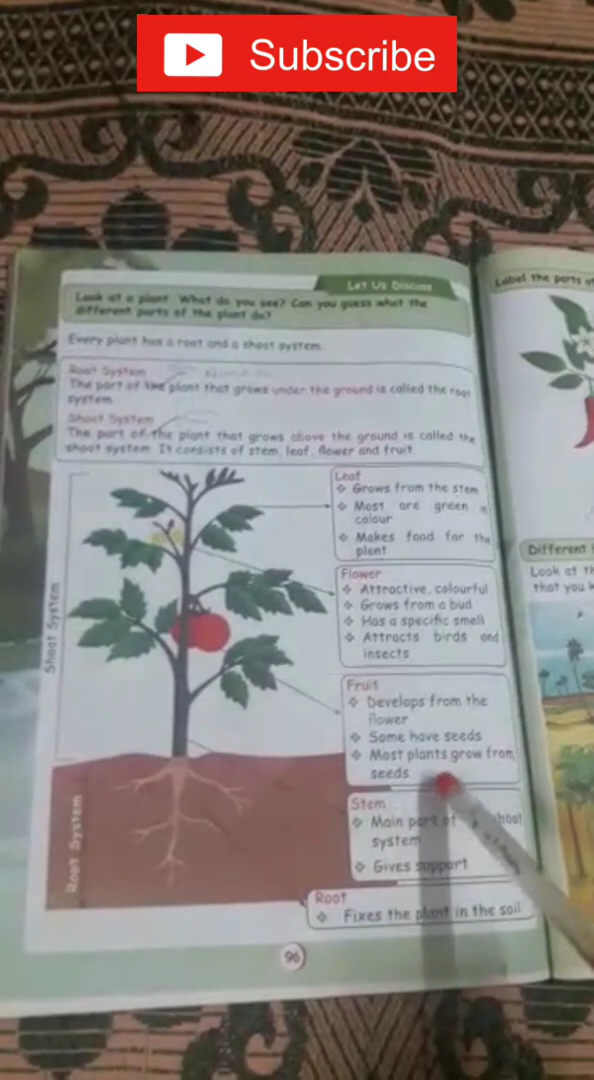 Subscribe
Let Us Discuss
Look at a plant. What do you see? Can you guess what the
different parts of the plant do?
Every plant has a root and a shoot system.
Root System
The part of the plant that grows under the ground is called the root
system.
Shoot System
The part of the plant that grows above the ground is called the
shoot system. It consists of stem, leaf, flower and fruit.
Shoot System
Root System
Leaf
❖ Grows from the stem
❖ Most are green in
colour
❖ Makes food for the
plant
Flower
❖ Attractive, colourful
❖ Grows from a bud
❖ Has a specific smell
❖ Attracts birds and
insects
Fruit
❖ Develops from the
flower
❖ Some have seeds
❖ Most plants grow from
seeds
Stem
❖ Main part of shoot
system
❖ Gives support
Root
❖ Fixes the plant in the soil
96
Label the parts of
Different
Look at th
that you k